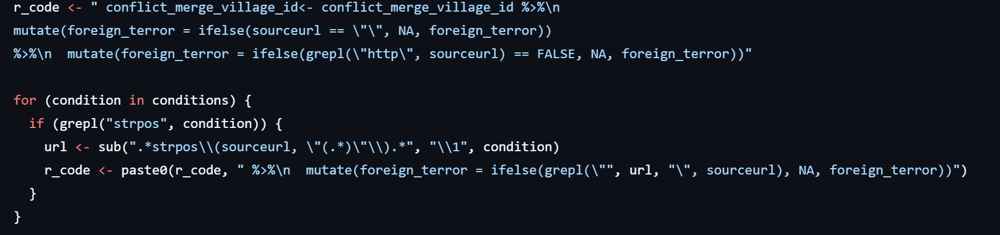 r_code <- " conflict_merge_village_id<- conflict_merge_village_id %>%\n
mutate(foreign_terror = ifelse(sourceurl == \"\", NA, foreign_terror))
%>%\n  mutate(foreign_terror = ifelse(grepl(\"http\", sourceurl) == FALSE, NA, foreign_terror))"

for (condition in conditions) {
  if (grepl("strpos", condition)) {
    url <- sub(".*strpos\\(sourceurl, \"(.*)\"\\).*", "\\1", condition)
    r_code <- paste0(r_code, " %>%\n  mutate(foreign_terror = ifelse(grepl(\"", url, "\", sourceurl), NA, foreign_terror))")
  }
}